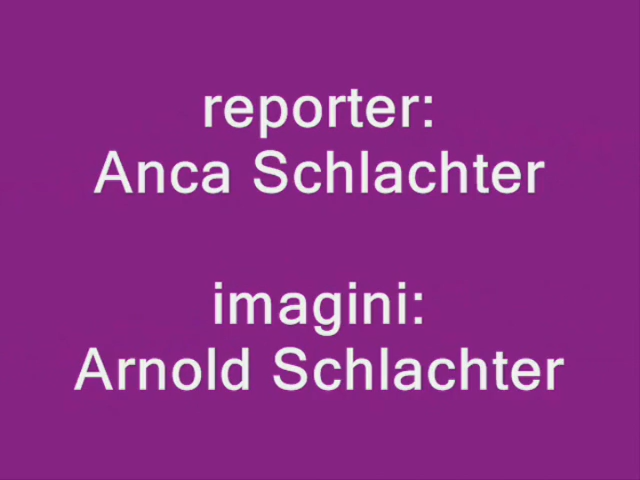 reporter:
Anca Schlachter
imagini:
Arnold Schlachter